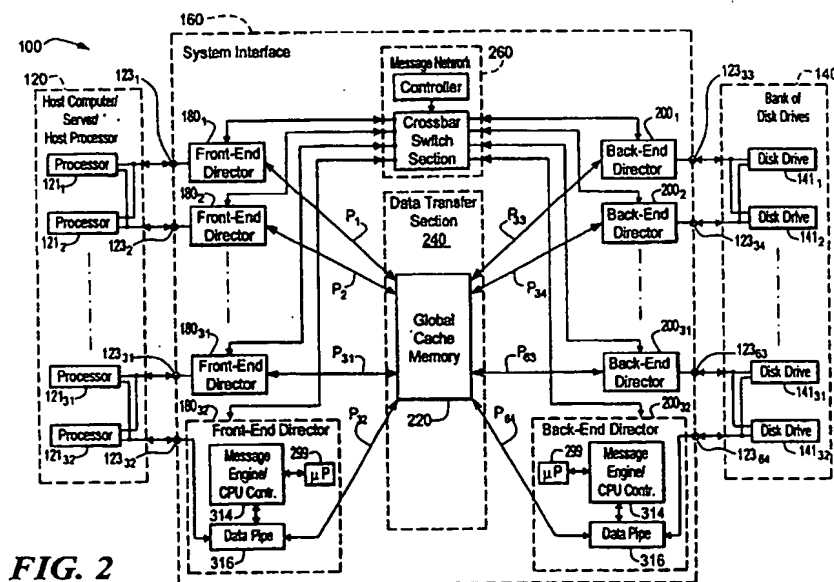 100
160
System Interface
260
Message Network
Controller
Crossbar
Switch
Section
120
Host Computer/
Server/
Host Processor
123₁
180₁
Front-End
Director
Processor
121₁
180₂
Front-End
Director
Processor
121₂
123₂
P₁
P₂
Data Transfer
Section
240
Global
Cache
Memory
220
P₃₃
P₃₄
200₁
Back-End
Director
200₂
Back-End
Director
123₃₃
123₃₄
140
Bank of
Disk Drives
Disk Drive
141₁
Disk Drive
141₂
123₃₁
180₃₁
Front-End
Director
P₃₁
P₆₃
200₃₁
Back-End
Director
123₆₃
Processor
121₃₁
Disk Drive
141₃₁
Processor
121₃₂
123₃₂
180₃₂
P₃₂
P₆₄
200₃₂
123₆₄
Disk Drive
141₃₂
Front-End Director
Message
Engine/
CPU Contr.
299
μP
314
Data Pipe
316
Back-End Director
299
μP
Message
Engine/
CPU Contr.
314
Data Pipe
316
FIG. 2